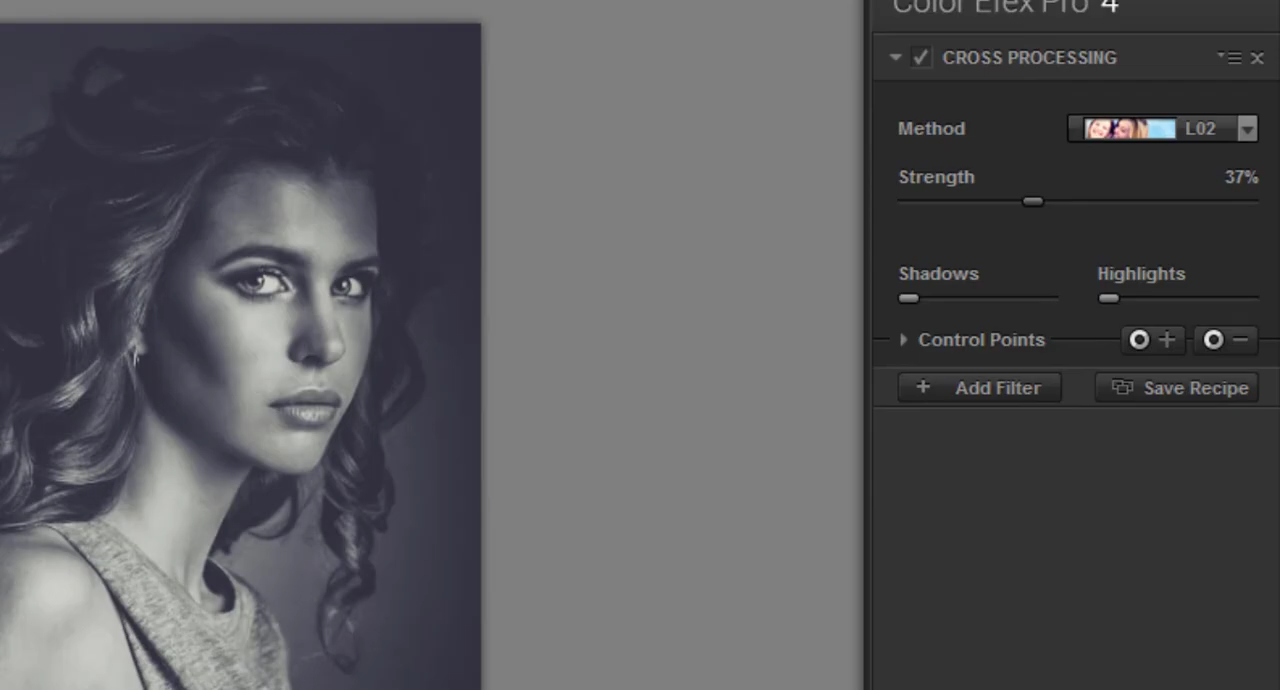 Color Efex Pro 4
CROSS PROCESSING
Method L02
Strength 37%
Shadows Highlights
Control Points
Add Filter Save Recipe